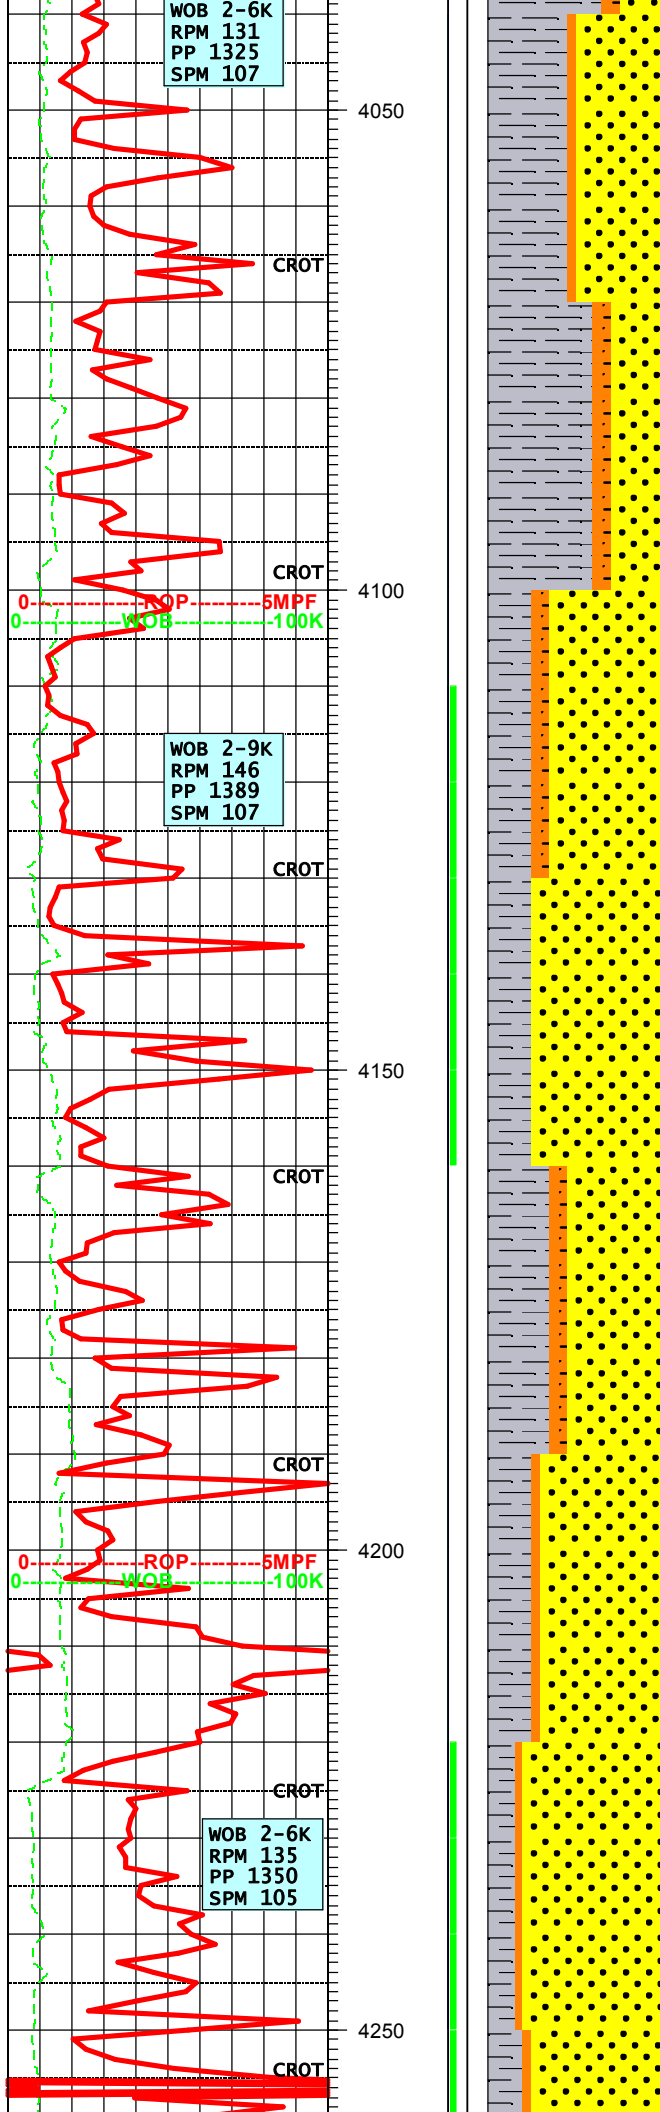 WOB 2-6K
RPM 131
PP 1325
SPM 107
4050
CROT
CROT
4100
0----------------ROP------------5MPF
0---------------WOB---------------100K
WOB 2-9K
RPM 146
PP 1389
SPM 107
CROT
4150
CROT
CROT
4200
0----------------ROP------------5MPF
0---------------WOB---------------100K
CROT
WOB 2-6K
RPM 135
PP 1350
SPM 105
4250
CROT